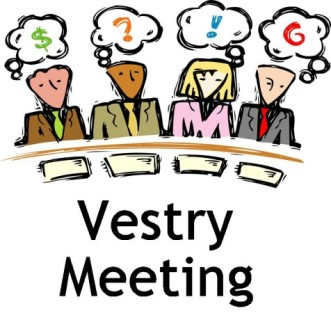 $ ? ! G
Vestry
Meeting